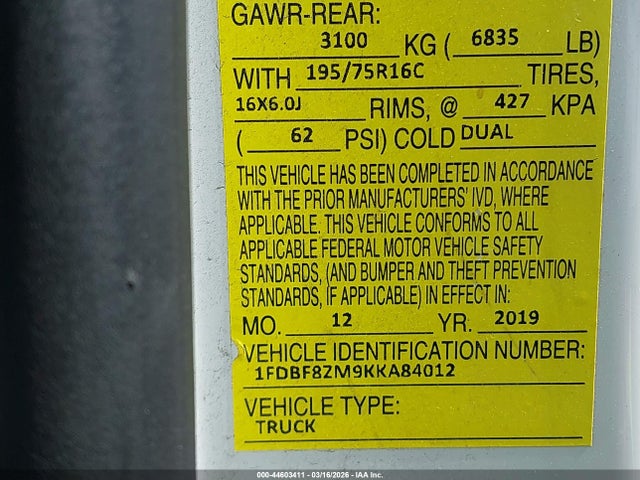 GAWR-REAR:
3100 KG ( 6835 LB)
WITH 195/75R16C TIRES,
16X6.0J RIMS, @ 427 KPA
( 62 PSI) COLD DUAL
THIS VEHICLE HAS BEEN COMPLETED IN ACCORDANCE
WITH THE PRIOR MANUFACTURERS' IVD, WHERE
APPLICABLE. THIS VEHICLE CONFORMS TO ALL
APPLICABLE FEDERAL MOTOR VEHICLE SAFETY
STANDARDS, (AND BUMPER AND THEFT PREVENTION
STANDARDS, IF APPLICABLE) IN EFFECT IN:
MO. 12 YR. 2019
VEHICLE IDENTIFICATION NUMBER:
1FDBF8ZM9KKA84012
VEHICLE TYPE:
TRUCK
000-44603411 - 03/16/2026 - IAA Inc.